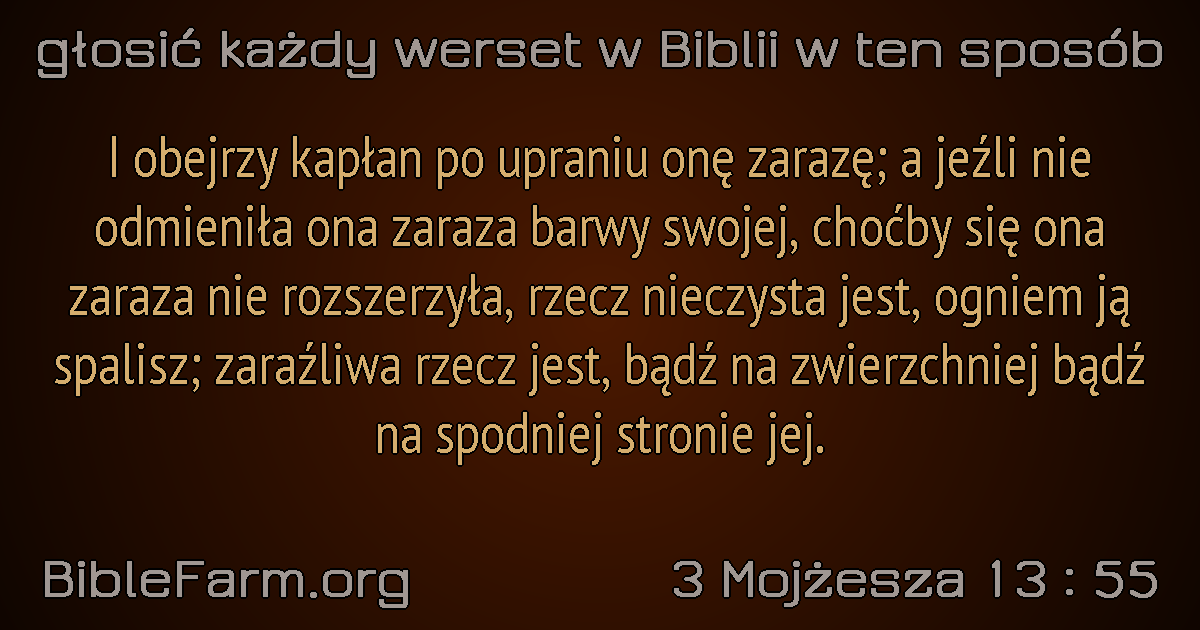 głosić każdy werset w Biblii w ten sposób
I obejrzy kapłan po upraniu onę zarazę; a jeźli nie
odmieniła ona zaraza barwy swojej, choćby się ona
zaraza nie rozszerzyła, rzecz nieczysta jest, ogniem ją
spalisz; zaraźliwa rzecz jest, bądź na zwierzchniej bądź
na spodniej stronie jej.
BibleFarm.org
3 Mojżesza 13 : 55